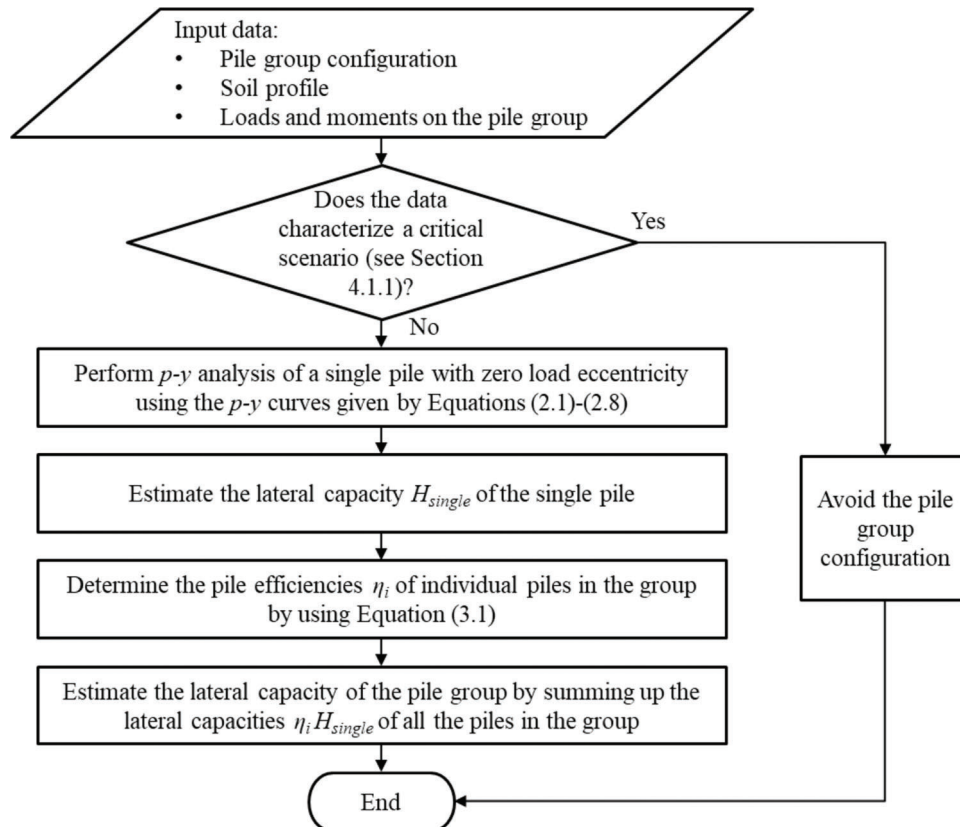 Input data:
• Pile group configuration
• Soil profile
• Loads and moments on the pile group
Does the data
characterize a critical
scenario (see Section
4.1.1)?
Yes
No
Perform p-y analysis of a single pile with zero load eccentricity
using the p-y curves given by Equations (2.1)-(2.8)
Estimate the lateral capacity H_single of the single pile
Avoid the pile
group
configuration
Determine the pile efficiencies η_i of individual piles in the group
by using Equation (3.1)
Estimate the lateral capacity of the pile group by summing up the
lateral capacities η_i H_single of all the piles in the group
End